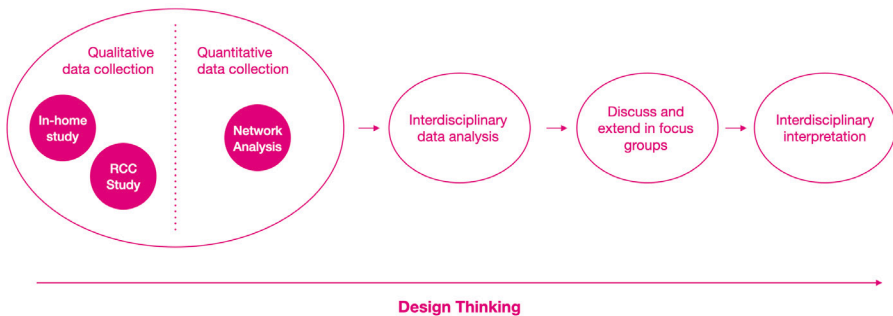 Qualitative
data collection
Quantitative
data collection
In-home
study
RCC
Study
Network
Analysis
Interdisciplinary
data analysis
Discuss and
extend in focus
groups
Interdisciplinary
interpretation
Design Thinking